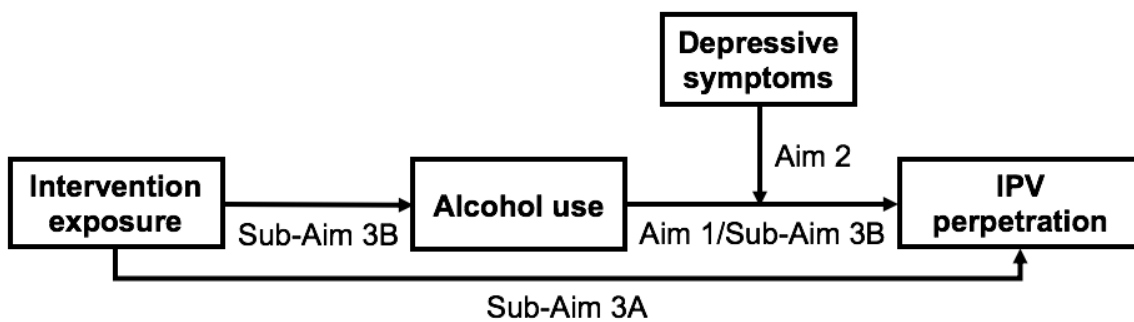 Depressive
symptoms
Aim 2
Intervention
exposure
Sub-Aim 3B
Alcohol use
Aim 1/Sub-Aim 3B
IPV
perpetration
Sub-Aim 3A